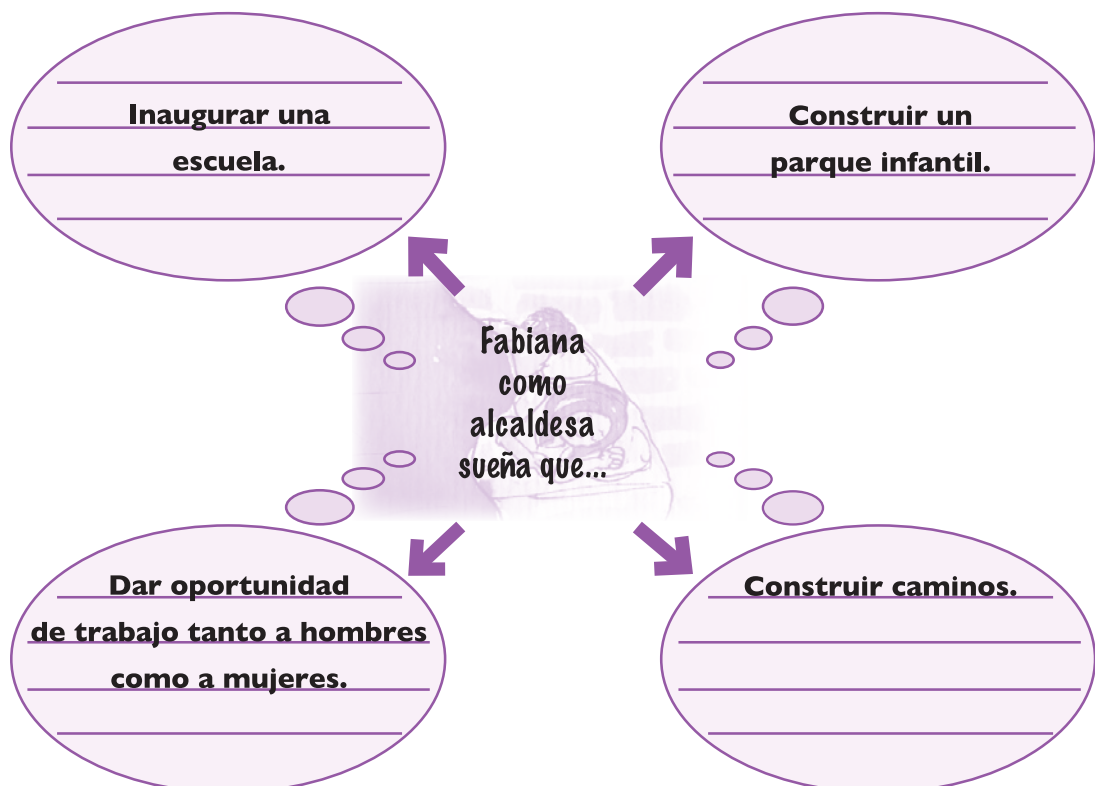 Inaugurar una
escuela.
Construir un
parque infantil.
Fabiana
como
alcaldesa
sueña que...
Dar oportunidad
de trabajo tanto a hombres
como a mujeres.
Construir caminos.